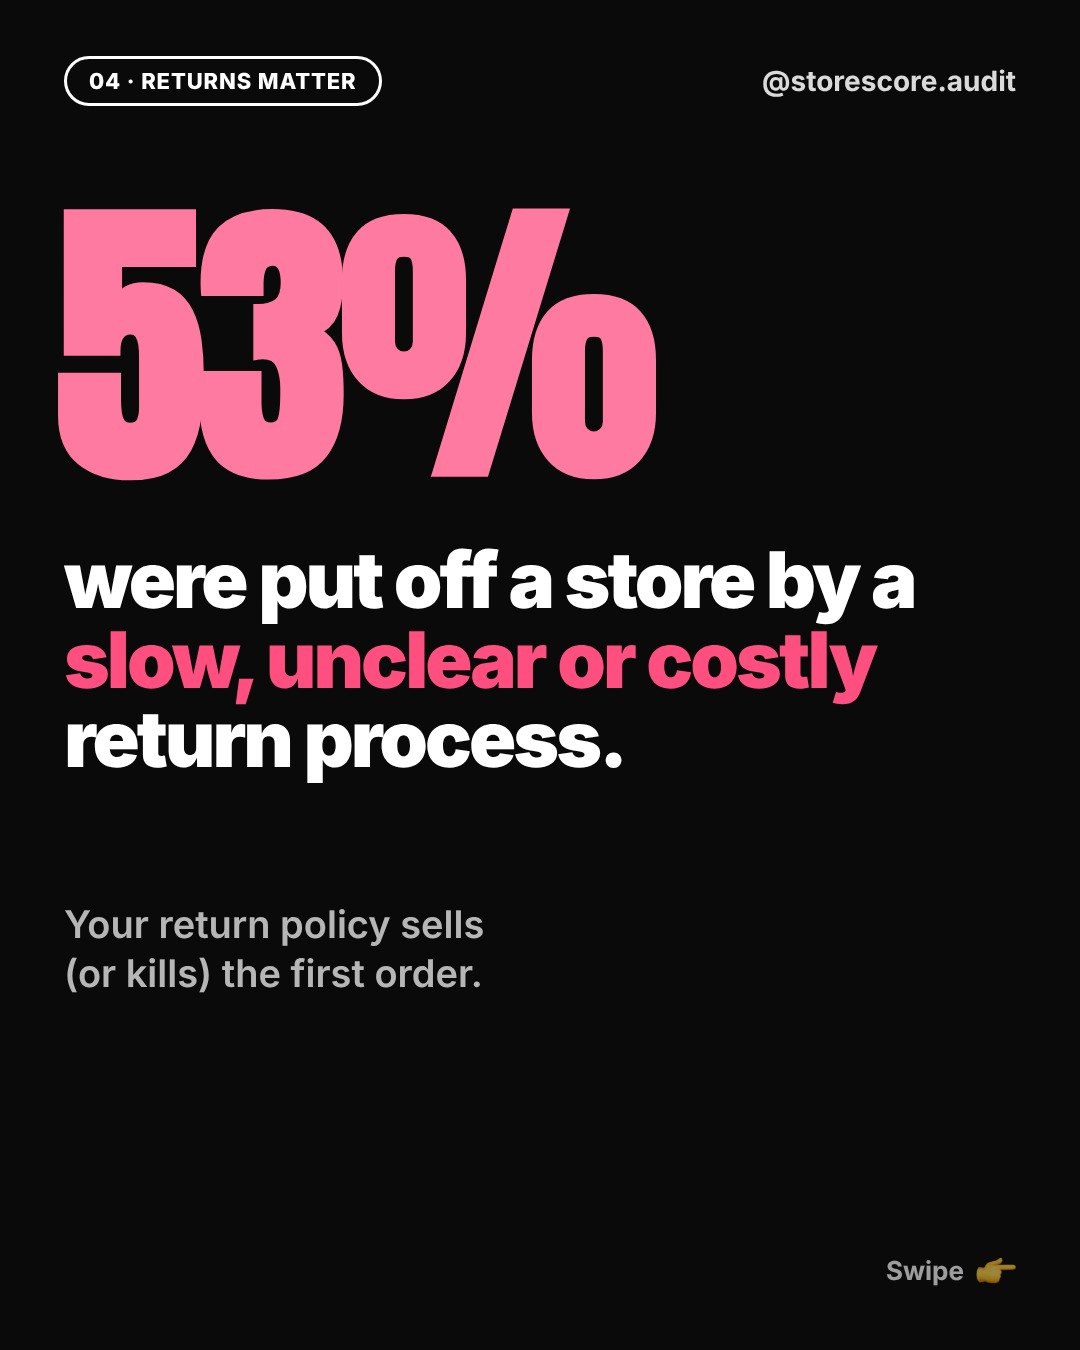 04 · RETURNS MATTER
@storescore.audit
53%
were put off a store by a
slow, unclear or costly
return process.
Your return policy sells
(or kills) the first order.
Swipe 👉